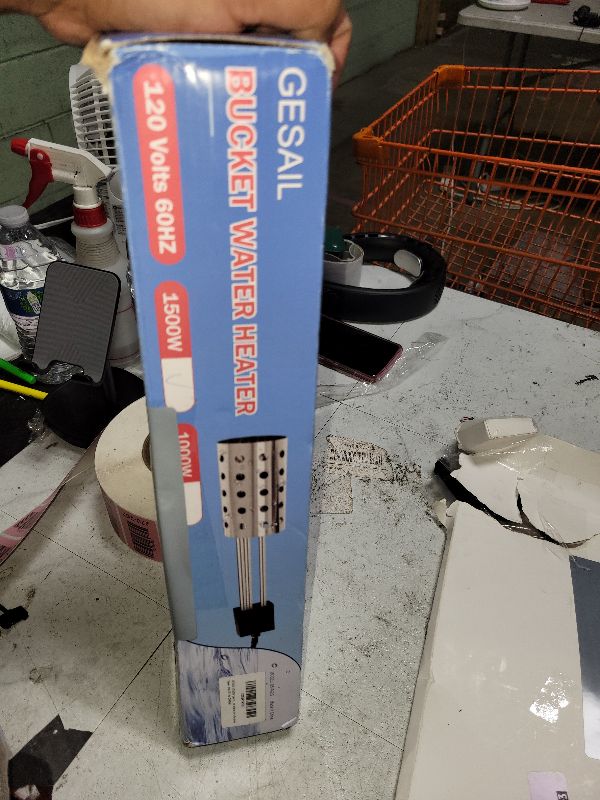 GESAIL
BUCKET WATER HEATER
120 Volts 60HZ
1500W
1000W